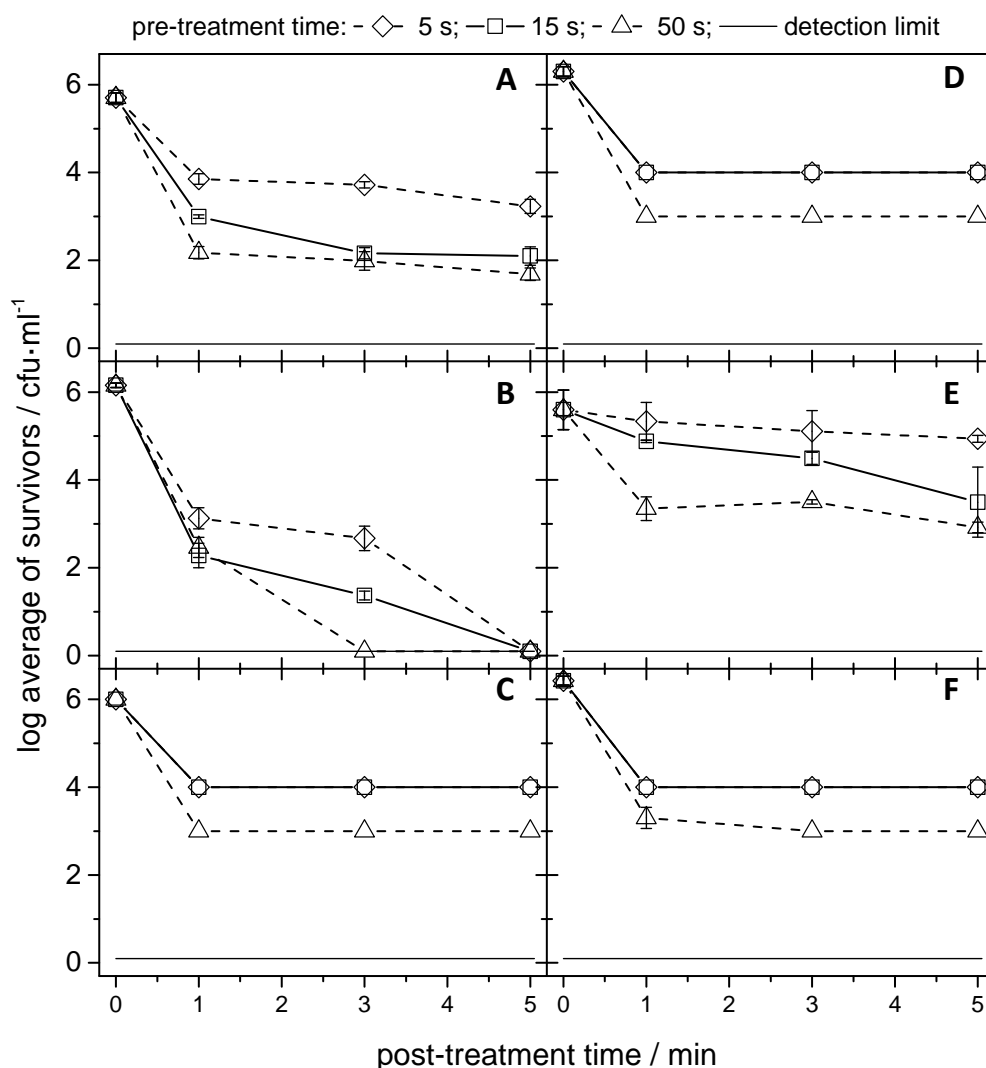 pre-treatment time: 5 s; 15 s; 50 s; detection limit
A
D
6
4
2
0
B
E
6
4
2
0
C
F
6
4
2
0
0 1 2 3 4 5 0 1 2 3 4 5
log average of survivors / cfu·ml⁻¹
post-treatment time / min